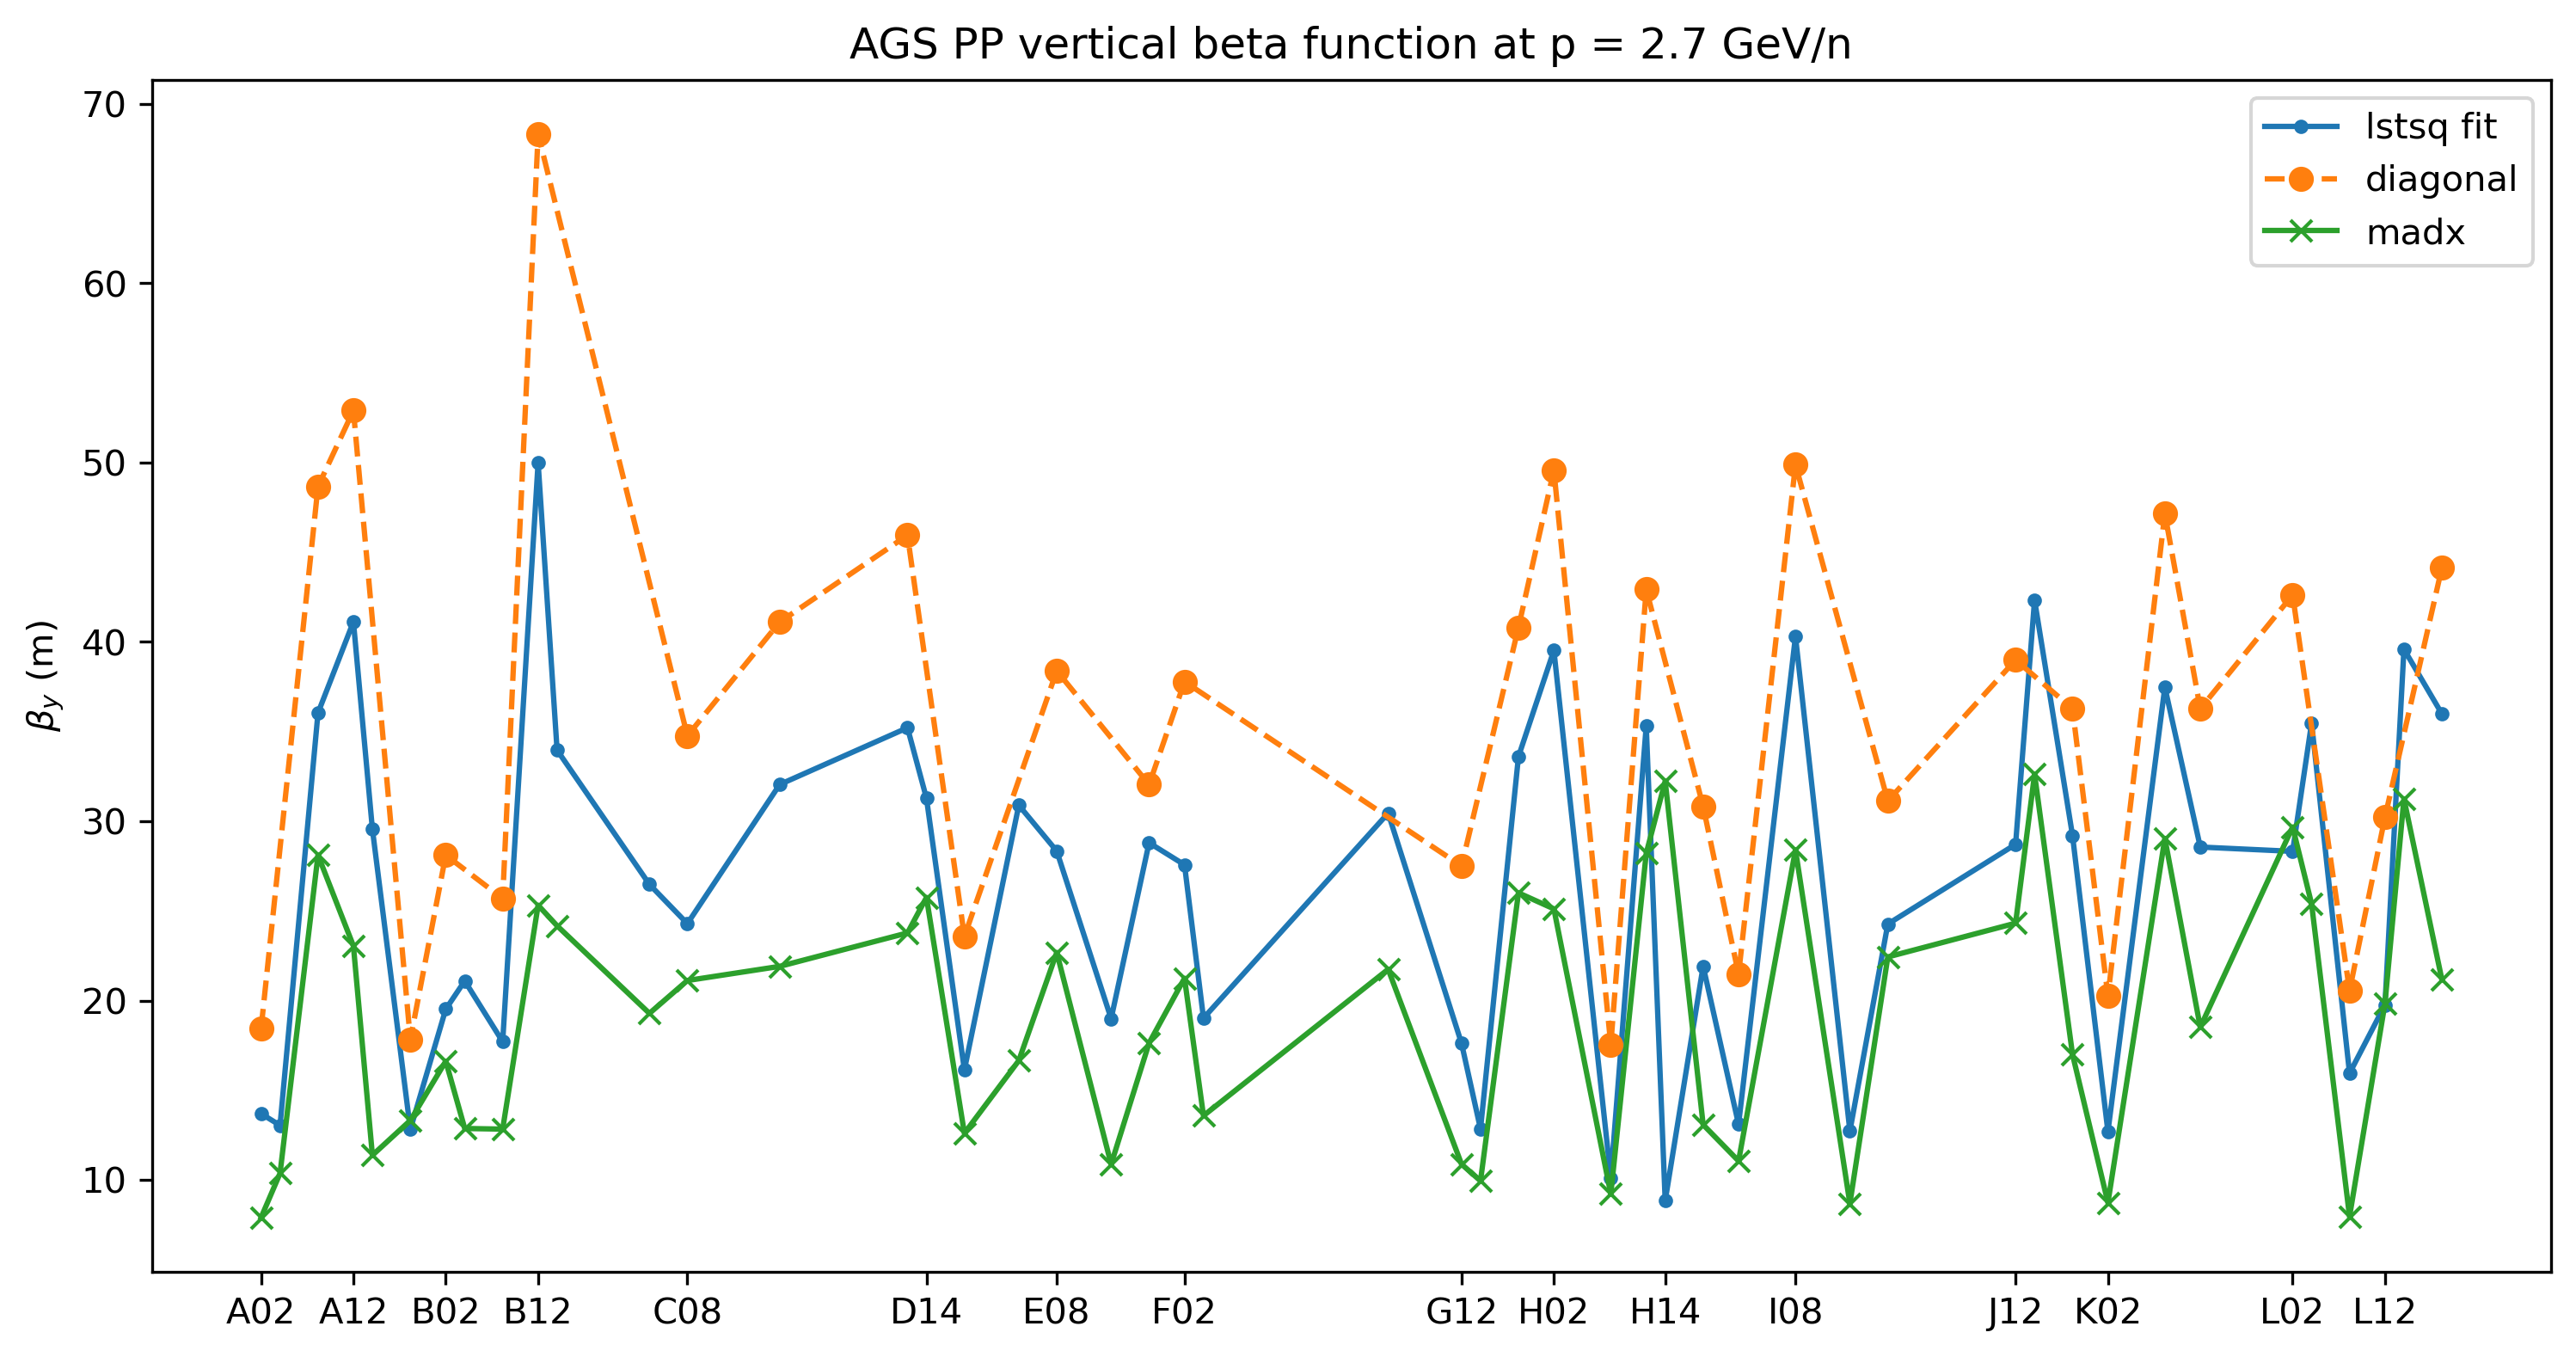 AGS PP vertical beta function at p = 2.7 GeV/n
70
60
50
40
30
20
10
βy (m)
lstsq fit
diagonal
madx
A02 A12 B02 B12 C08 D14 E08 F02 G12 H02 H14 I08 J12 K02 L02 L12